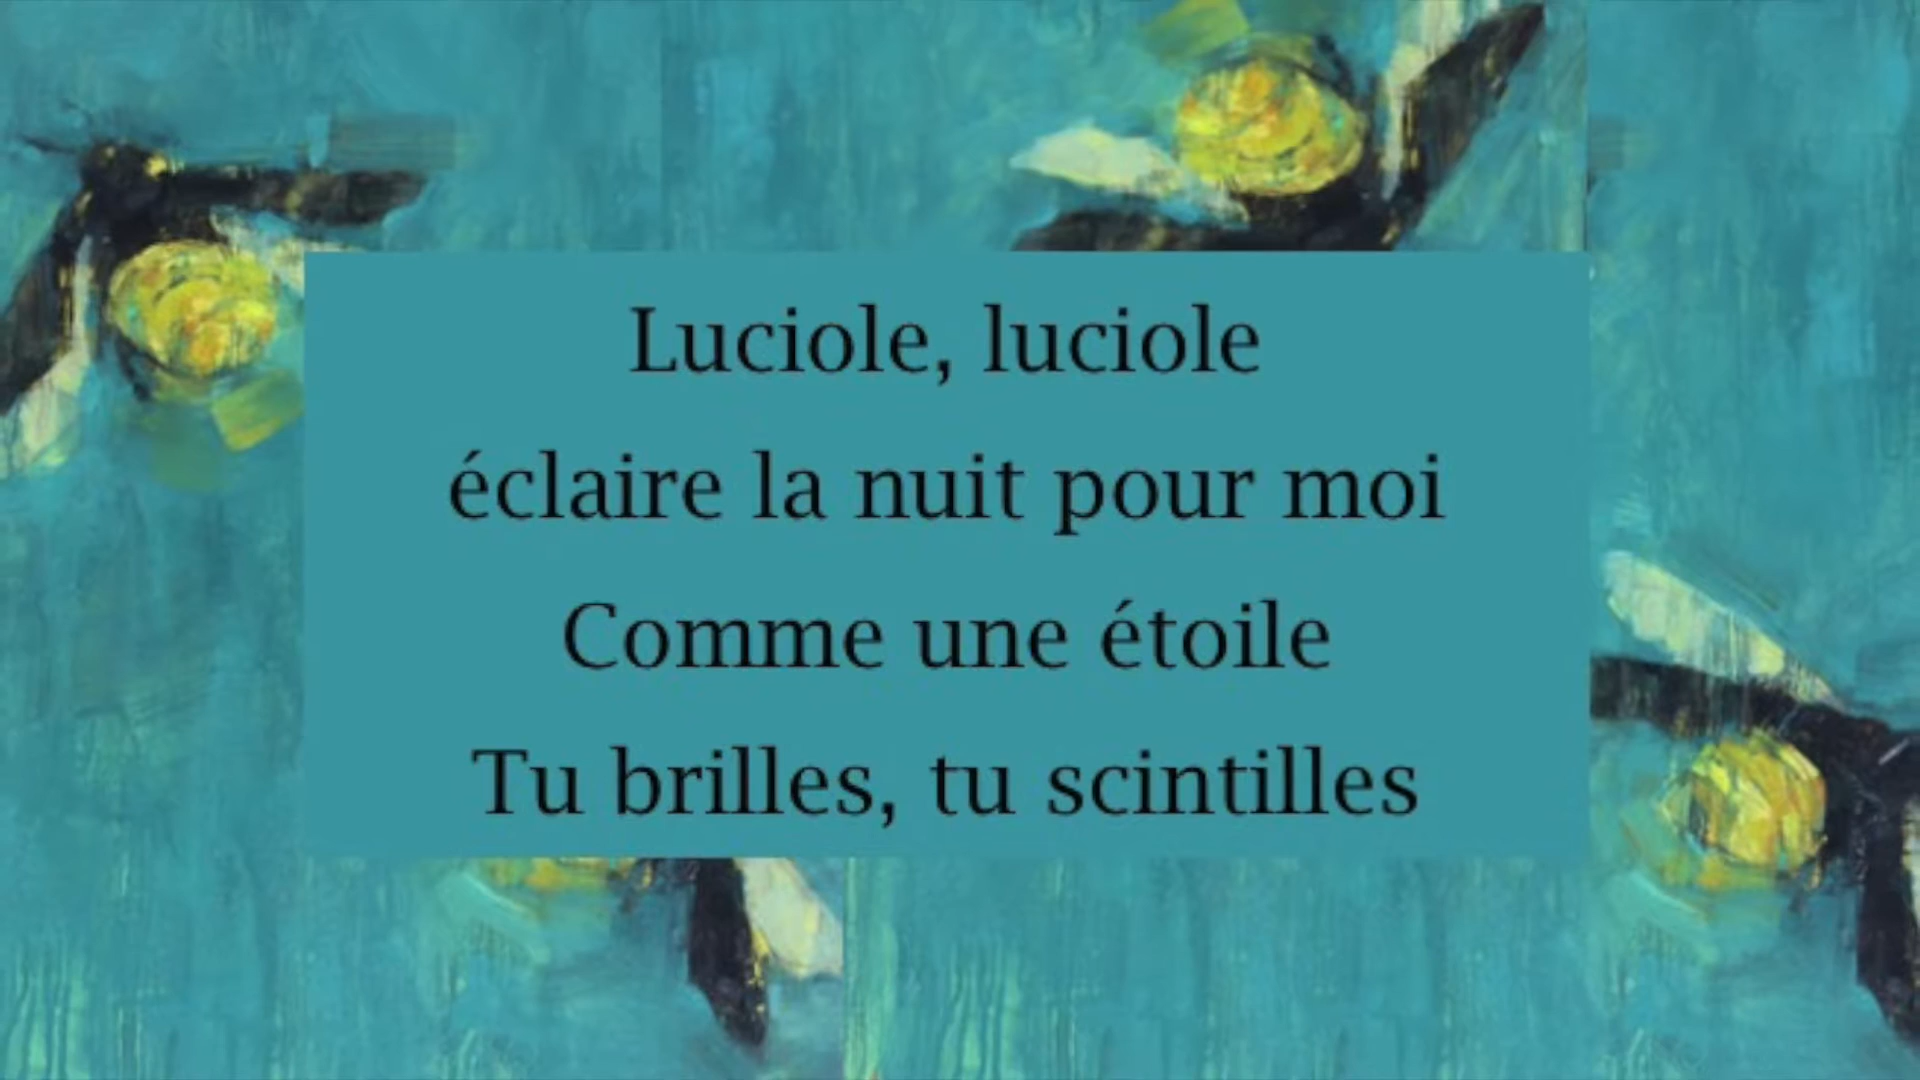 Luciole, luciole
éclaire la nuit pour moi
Comme une étoile
Tu brilles, tu scintilles